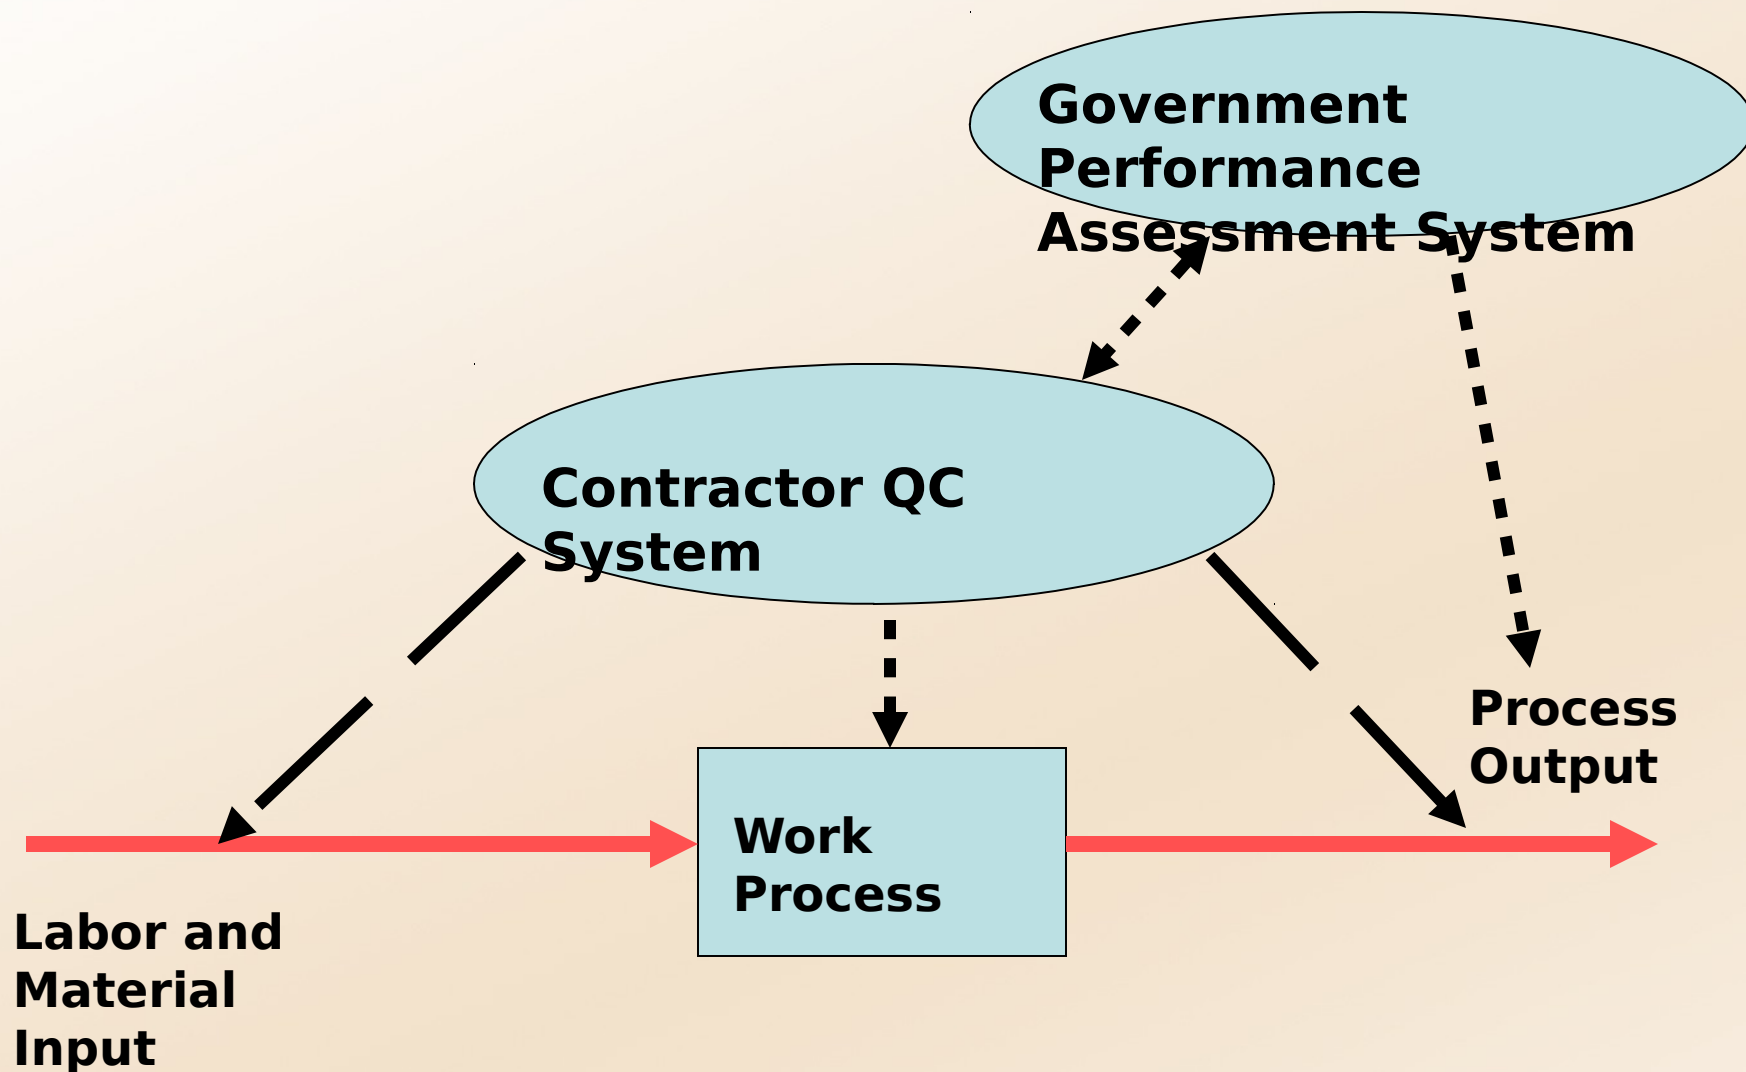 Government
Performance
Assessment System
Contractor QC
System
Process
Output
Work
Process
Labor and
Material
Input